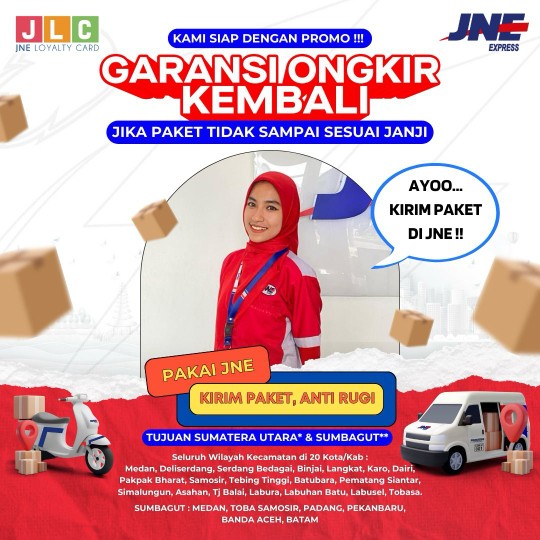 JLC
JNE LOYALTY CARD
JNE
EXPRESS
KAMI SIAP DENGAN PROMO !!!
GARANSI ONGKIR
KEMBALI
JIKA PAKET TIDAK SAMPAI SESUAI JANJI
AYOO...
KIRIM PAKET
DI JNE !!
PAKAI JNE
KIRIM PAKET, ANTI RUGI
TUJUAN SUMATERA UTARA* & SUMBAGUT**
Seluruh Wilayah Kecamatan di 20 Kota/Kab :
Medan, Deliserdang, Serdang Bedagai, Binjai, Langkat, Karo, Dairi,
Pakpak Bharat, Samosir, Tebing Tinggi, Batubara, Pematang Siantar,
Simalungun, Asahan, Tj Balai, Labura, Labuhan Batu, Labusel, Tobasa.
SUMBAGUT : MEDAN, TOBA SAMOSIR, PADANG, PEKANBARU,
BANDA ACEH, BATAM